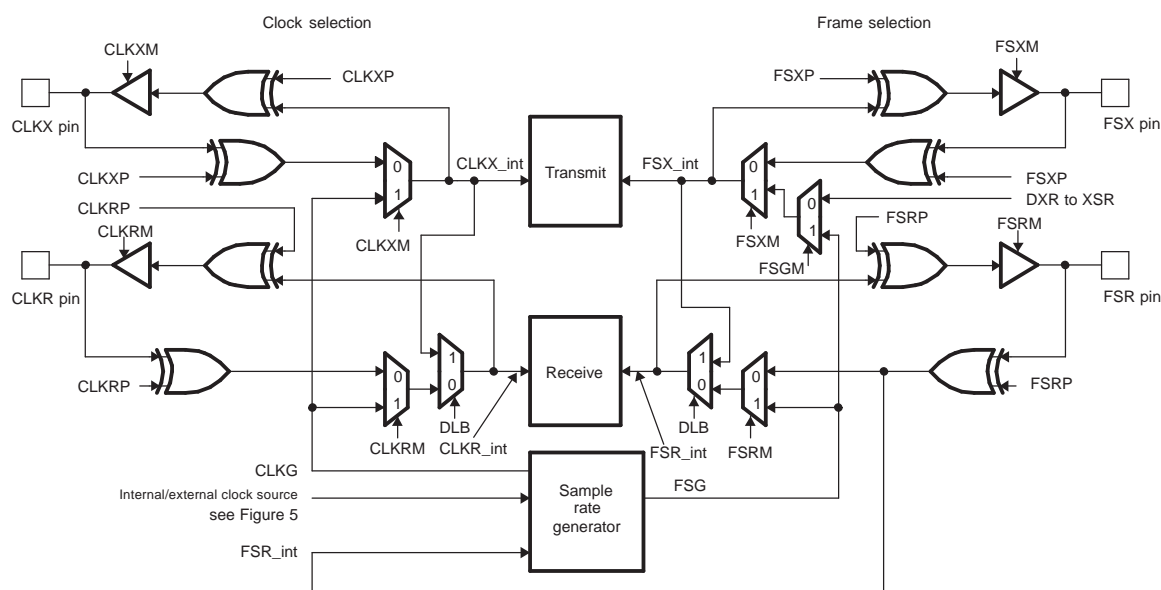 Clock selection
Frame selection
CLKXM
CLKXP
FSXP
FSXM
CLKX pin
FSX pin
CLKXP
0
1
CLKX_int
Transmit
FSX_int
0
1
FSXP
CLKRP
CLKRM
CLKXM
FSXM
0
1
DXR to XSR
FSGM
FSRP
FSRM
CLKR pin
FSR pin
CLKRP
0
1
1
0
Receive
1
0
0
1
FSRP
CLKRM
DLB
CLKR_int
DLB
FSR_int
FSRM
CLKG
Internal/external clock source
see Figure 5
FSR_int
Sample
rate
generator
FSG